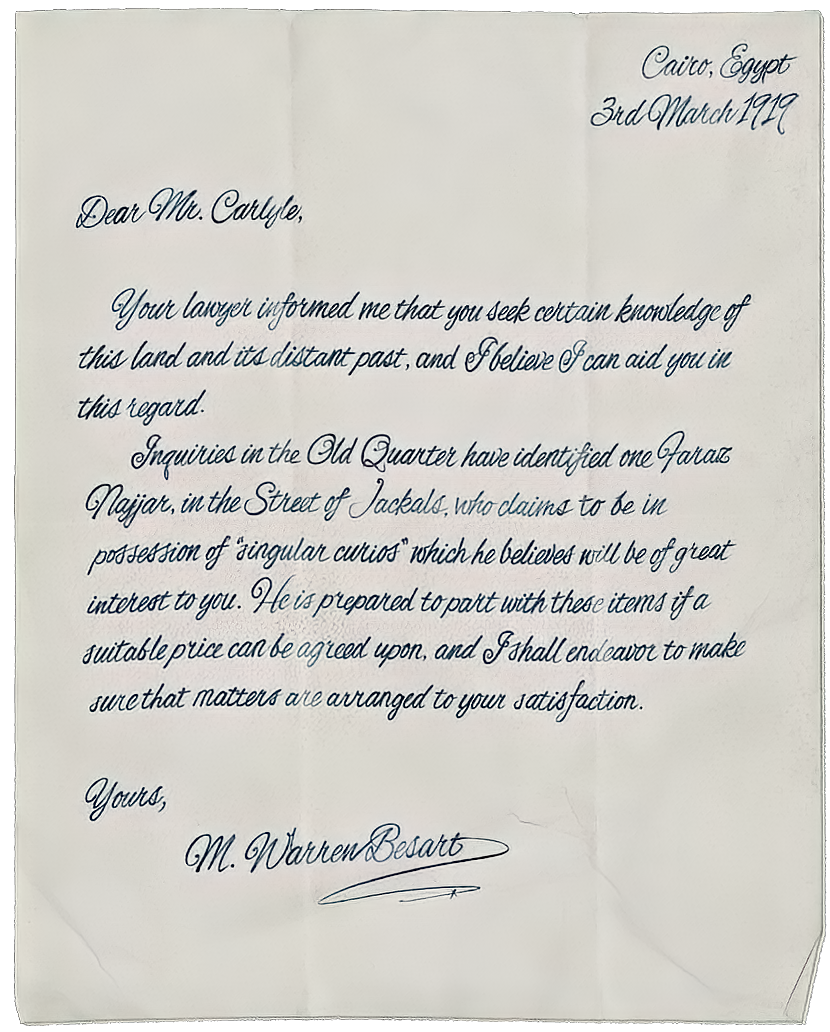 Cairo, Egypt
3rd March 1919
Dear Mr. Carlyle,
Your lawyer informed me that you seek certain knowledge of
this land and its distant past, and I believe I can aid you in
this regard.
Inquiries in the Old Quarter have identified one Faraz
Najjar, in the Street of Jackals, who claims to be in
possession of "singular curios" which he believes will be of great
interest to you. He is prepared to part with these items if a
suitable price can be agreed upon, and I shall endeavor to make
sure that matters are arranged to your satisfaction.
Yours,
M. Warren Besart